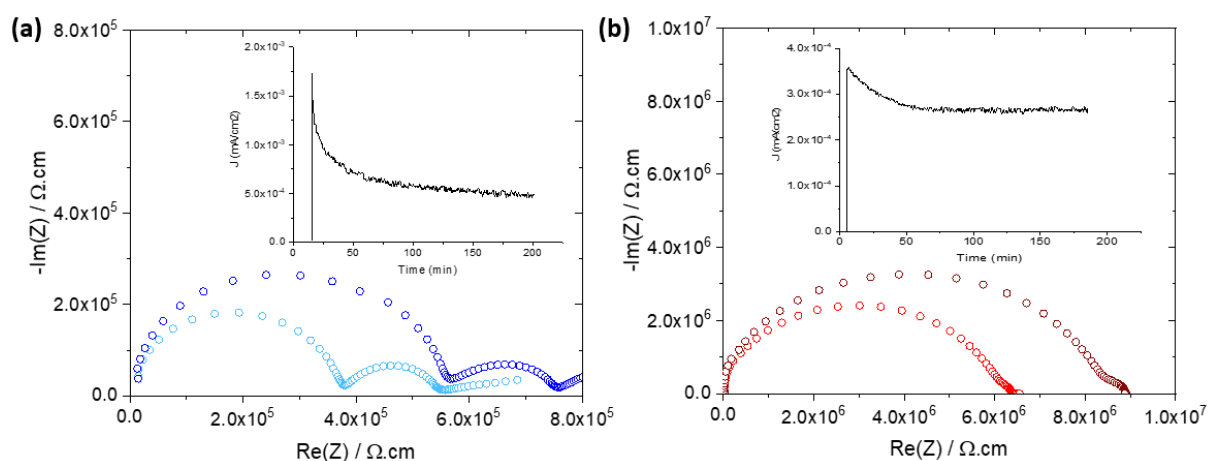 (a)
8.0x10⁵
6.0x10⁵
4.0x10⁵
2.0x10⁵
0.0
-Im(Z) / Ω.cm
0.0
2.0x10⁵
4.0x10⁵
6.0x10⁵
8.0x10⁵
Re(Z) / Ω.cm
2.0x10⁻³
1.5x10⁻³
1.0x10⁻³
5.0x10⁻⁴
0.0
J (mA/cm2)
0
50
100
150
200
Time (min)
(b)
1.0x10⁷
8.0x10⁶
6.0x10⁶
4.0x10⁶
2.0x10⁶
0.0
-Im(Z) / Ω.cm
0.0
2.0x10⁶
4.0x10⁶
6.0x10⁶
8.0x10⁶
1.0x10⁷
Re(Z) / Ω.cm
4.0x10⁻⁴
3.0x10⁻⁴
2.0x10⁻⁴
1.0x10⁻⁴
0.0
J (mA/cm2)
0
50
100
150
200
Time (min)